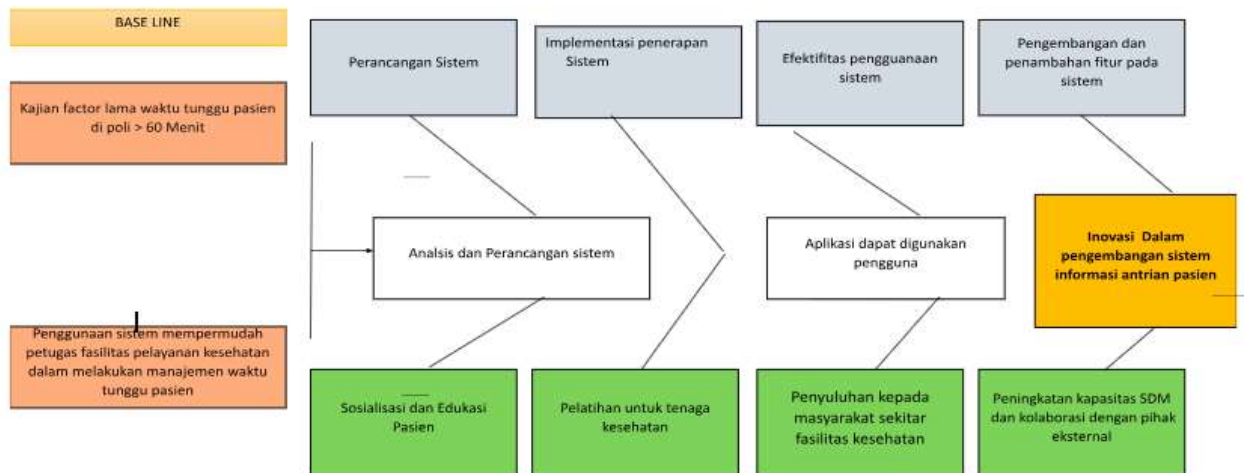 BASE LINE
Kajian factor lama waktu tunggu pasien
di poli > 60 Menit
Penggunaan sistem mempermudah
petugas fasilitas pelayanan kesehatan
dalam melakukan manajemen waktu
tunggu pasien
Perancangan Sistem
Implementasi penerapan
Sistem
Efektifitas pengguanaan
sistem
Pengembangan dan
penambahan fitur pada
sistem
Analsis dan Perancangan sistem
Aplikasi dapat digunakan
pengguna
Inovasi Dalam
pengembangan sistem
informasi antrian pasien
Sosialisasi dan Edukasi
Pasien
Pelatihan untuk tenaga
kesehatan
Penyuluhan kepada
masyarakat sekitar
fasilitas kesehatan
Peningkatan kapasitas SDM
dan kolaborasi dengan pihak
eksternal